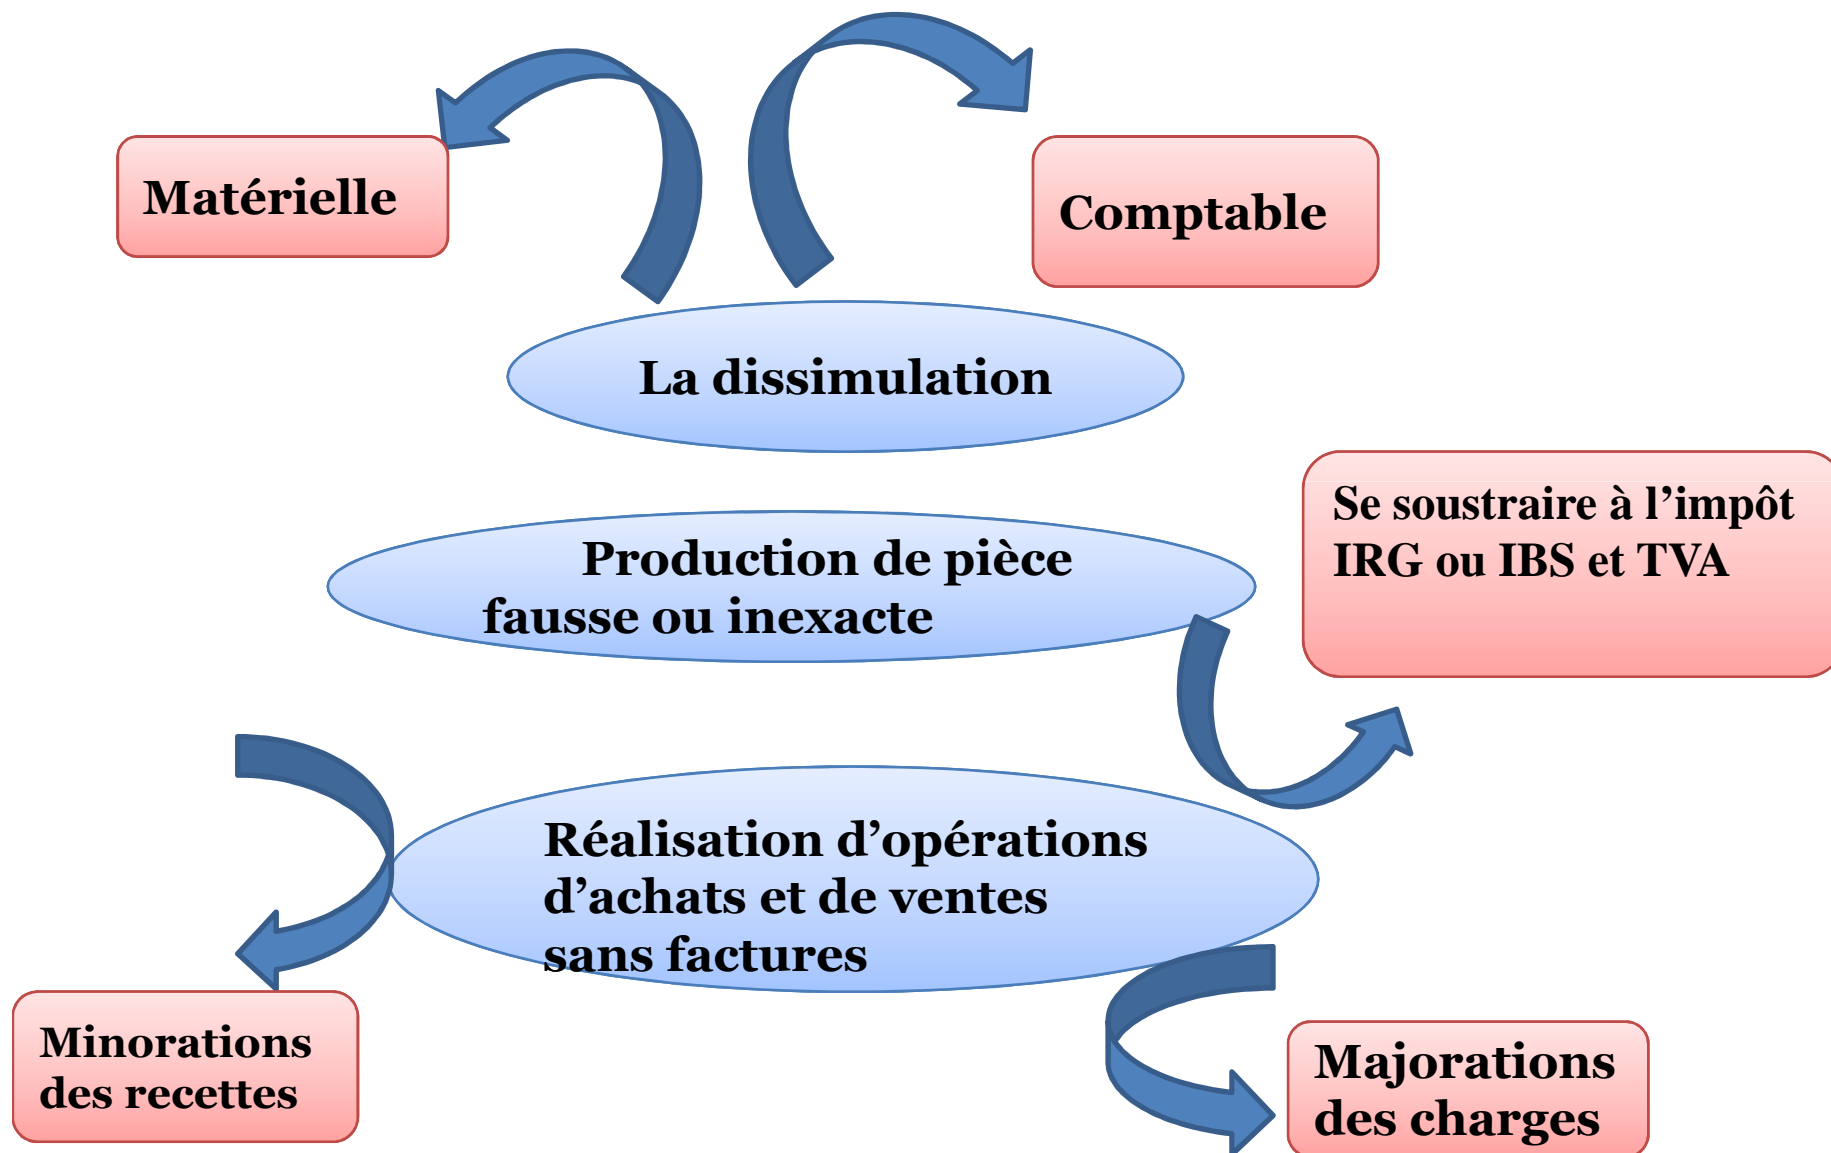 Matérielle
Comptable
La dissimulation
Se soustraire à l’impôt
IRG ou IBS et TVA
Production de pièce
fausse ou inexacte
Réalisation d’opérations
d’achats et de ventes
sans factures
Minorations
des recettes
Majorations
des charges